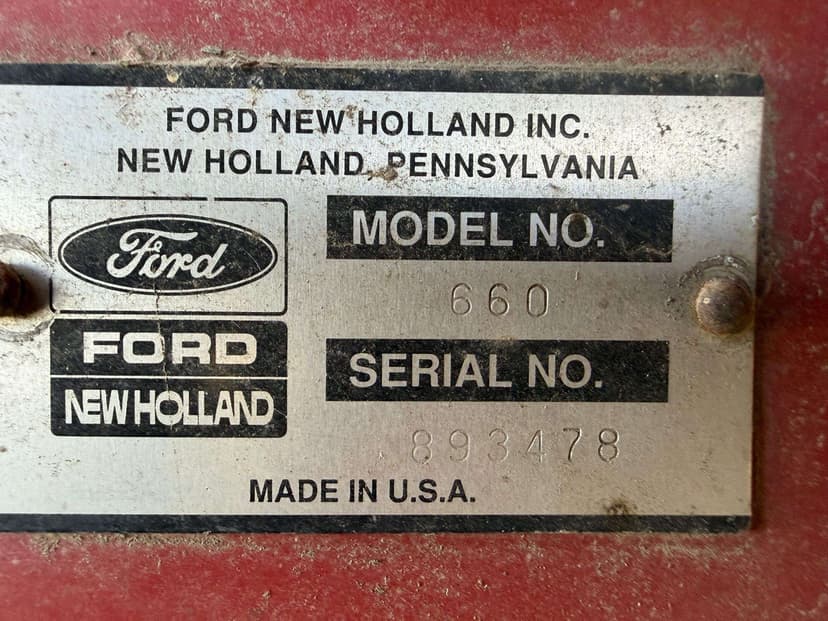 FORD NEW HOLLAND INC.
NEW HOLLAND, PENNSYLVANIA
Ford
FORD
NEW HOLLAND
MODEL NO.
660
SERIAL NO.
893478
MADE IN U.S.A.